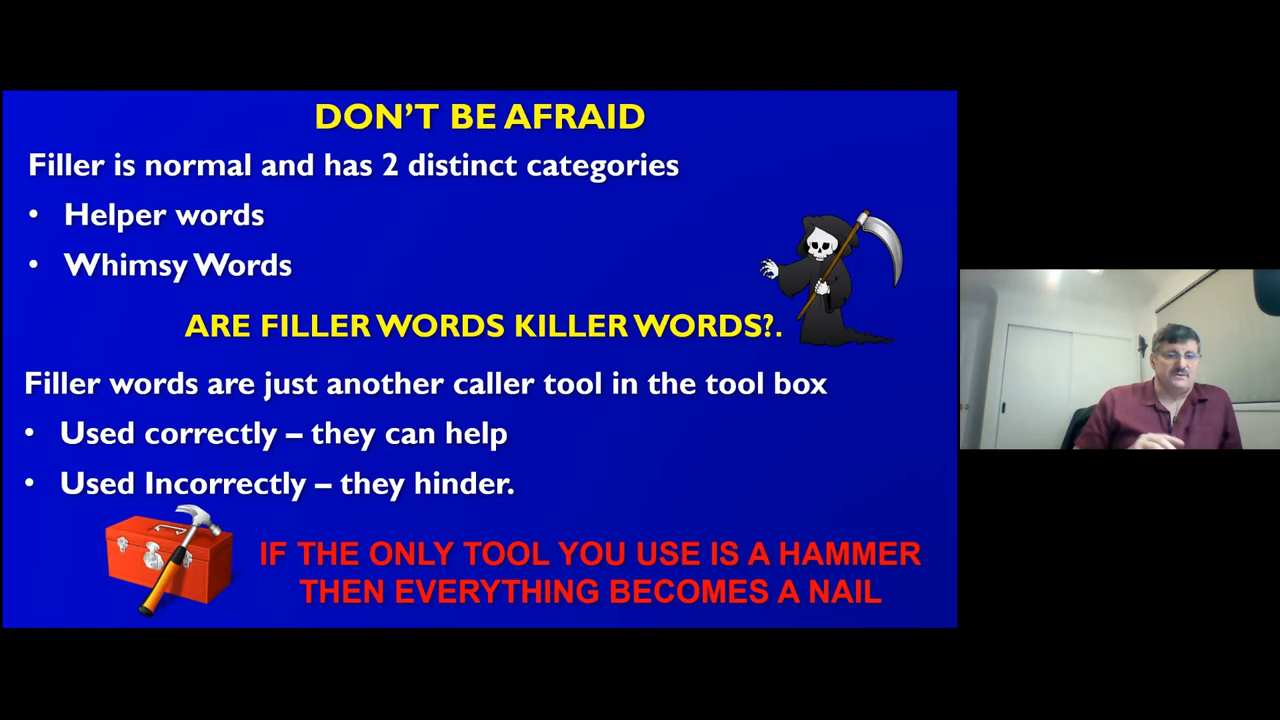 DON'T BE AFRAID
Filler is normal and has 2 distinct categories
• Helper words
• Whimsy Words
ARE FILLER WORDS KILLER WORDS?.
Filler words are just another caller tool in the tool box
• Used correctly – they can help
• Used Incorrectly – they hinder.
IF THE ONLY TOOL YOU USE IS A HAMMER
THEN EVERYTHING BECOMES A NAIL